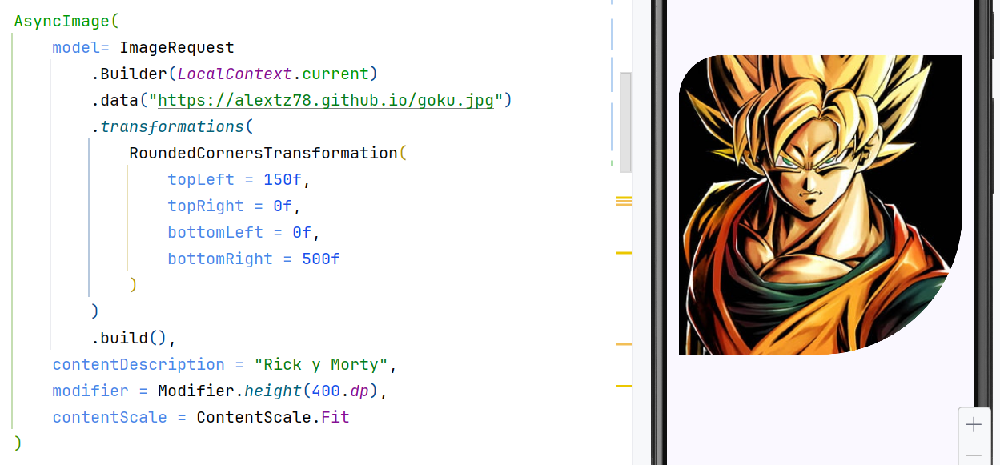 AsyncImage(
model= ImageRequest
.Builder(LocalContext.current)
.data("https://alextz78.github.io/goku.jpg")
.transformations(
RoundedCornersTransformation(
topLeft = 150f,
topRight = 0f,
bottomLeft = 0f,
bottomRight = 500f
)
)
.build(),
contentDescription = "Rick y Morty",
modifier = Modifier.height(400.dp),
contentScale = ContentScale.Fit
)